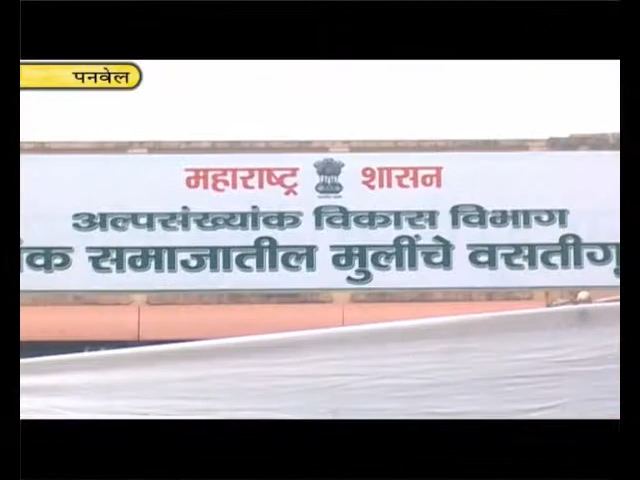 पनवेल
महाराष्ट्र शासन
अल्पसंख्यांक विकास विभाग
समाजातील मुलींचे